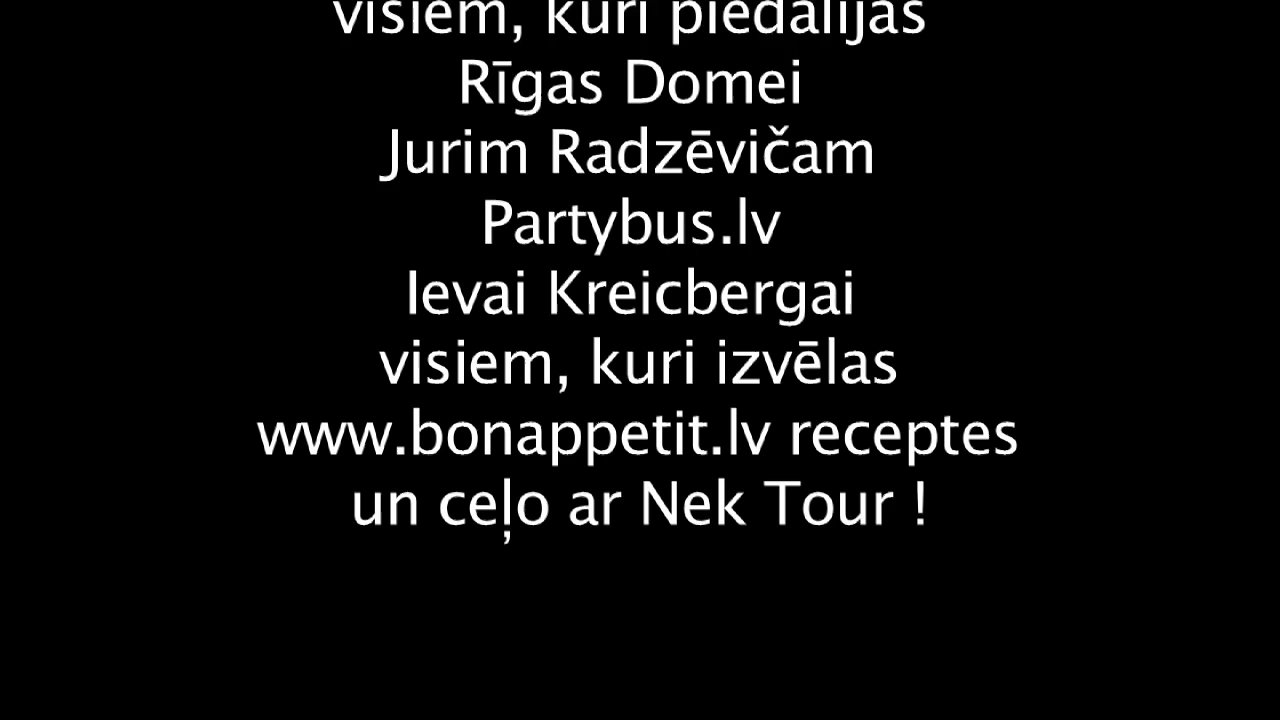 visiem, kuri piedalījās
Rīgas Domei
Jurim Radzēvičam
Partybus.lv
Ievai Kreicbergai
visiem, kuri izvēlas
www.bonappetit.lv receptes
un ceļo ar Nek Tour !